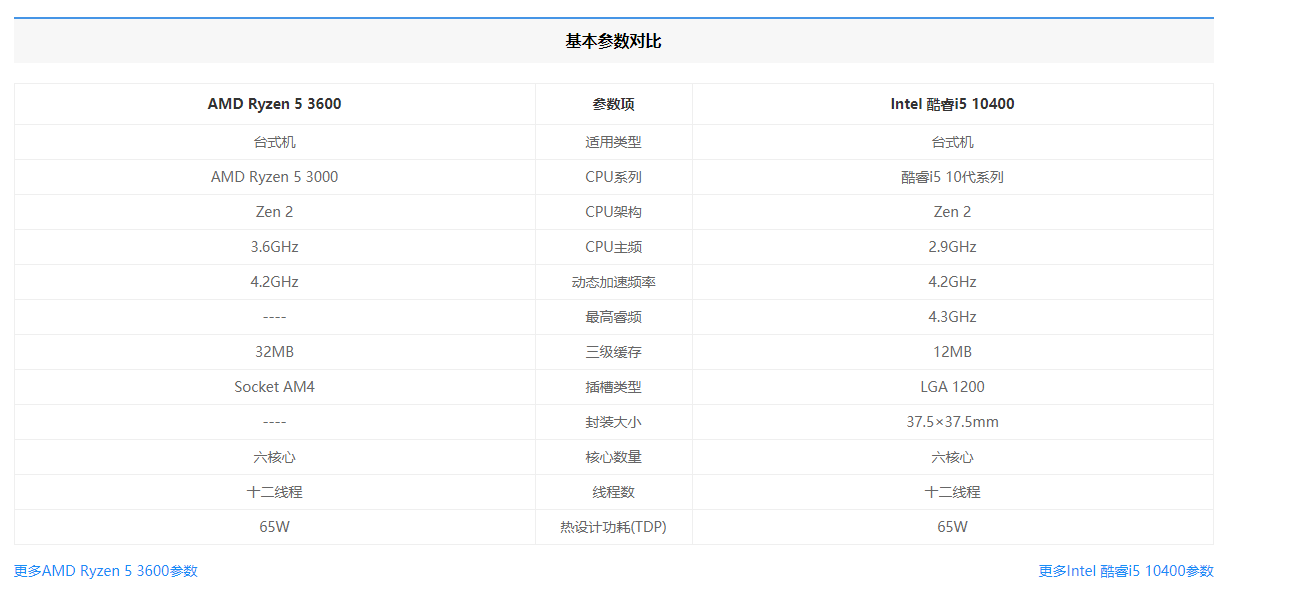 基本参数对比
AMD Ryzen 5 3600 参数项 Intel 酷睿i5 10400
台式机 适用类型 台式机
AMD Ryzen 5 3000 CPU系列 酷睿i5 10代系列
Zen 2 CPU架构 Zen 2
3.6GHz CPU主频 2.9GHz
4.2GHz 动态加速频率 4.2GHz
---- 最高睿频 4.3GHz
32MB 三级缓存 12MB
Socket AM4 插槽类型 LGA 1200
---- 封装大小 37.5×37.5mm
六核心 核心数量 六核心
十二线程 线程数 十二线程
65W 热设计功耗(TDP) 65W
更多AMD Ryzen 5 3600参数 更多Intel 酷睿i5 10400参数